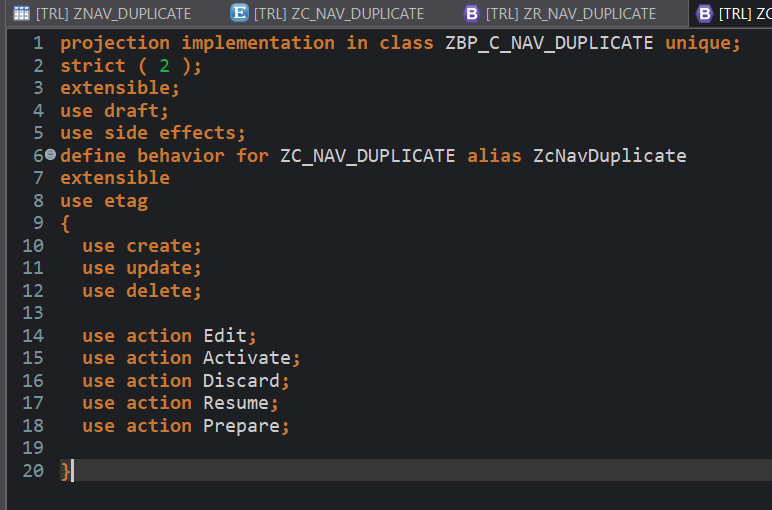 [TRL] ZNAV_DUPLICATE [TRL] ZC_NAV_DUPLICATE [TRL] ZR_NAV_DUPLICATE [TRL] ZC
1 projection implementation in class ZBP_C_NAV_DUPLICATE unique;
2 strict ( 2 );
3 extensible;
4 use draft;
5 use side effects;
6 define behavior for ZC_NAV_DUPLICATE alias ZcNavDuplicate
7 extensible
8 use etag
9 {
10 use create;
11 use update;
12 use delete;
13
14 use action Edit;
15 use action Activate;
16 use action Discard;
17 use action Resume;
18 use action Prepare;
19
20 }